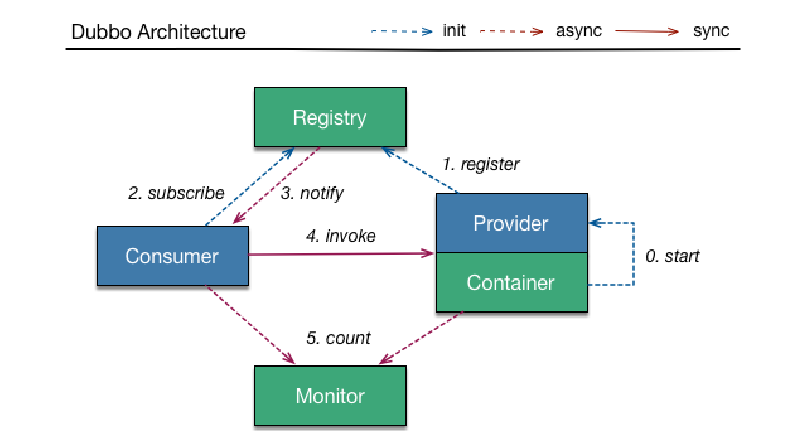 Dubbo Architecture
init
async
sync
Registry
1. register
2. subscribe
3. notify
Provider
4. invoke
Consumer
0. start
Container
5. count
Monitor